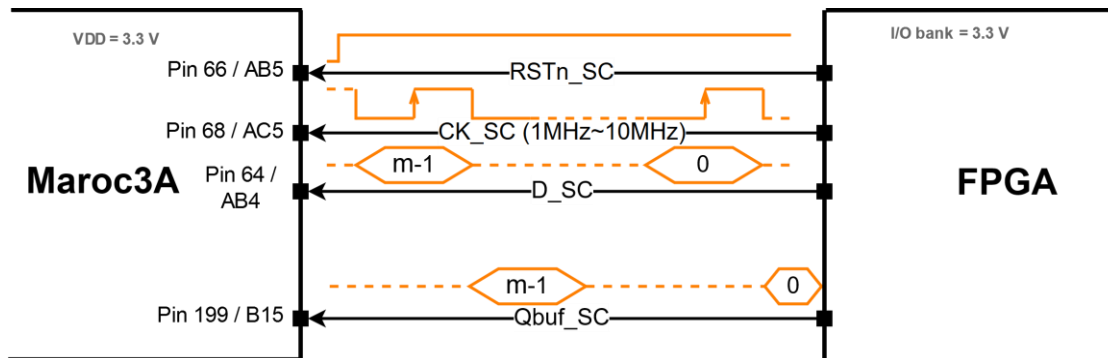 VDD = 3.3 V
I/O bank = 3.3 V
Pin 66 / AB5
RSTn_SC
Pin 68 / AC5
CK_SC (1MHz~10MHz)
m-1
0
Maroc3A
Pin 64 /
AB4
D_SC
FPGA
m-1
0
Pin 199 / B15
Qbuf_SC